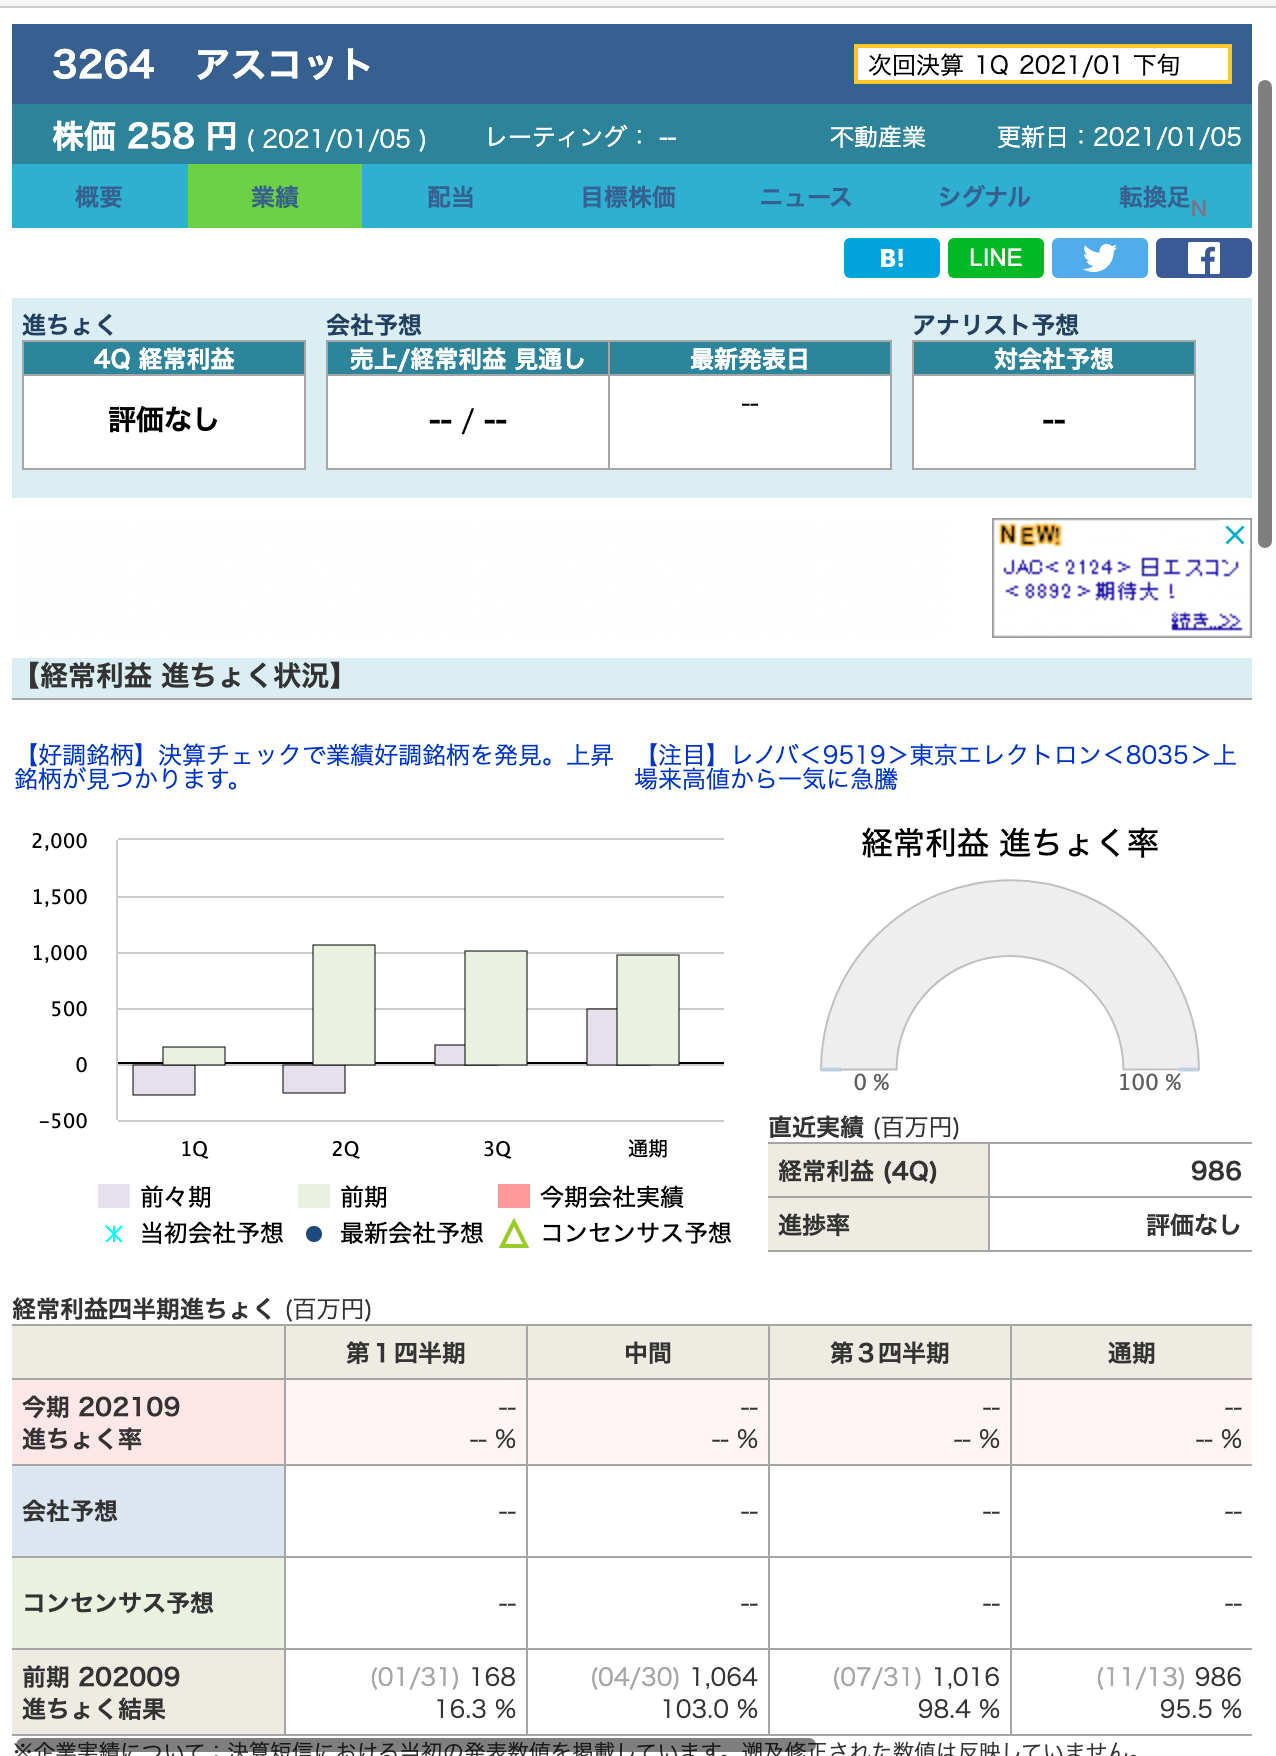 3264 アスコット
次回決算 1Q 2021/01 下旬
株価 258 円 ( 2021/01/05 ) レーティング： -- 不動産業 更新日：2021/01/05
概要 業績 配当 目標株価 ニュース シグナル 転換足N
B! LINE
進ちょく 会社予想 アナリスト予想
4Q 経常利益 売上/経常利益 見通し 最新発表日 対会社予想
評価なし -- / -- -- --
NEW!
JAC<2124> 日エスコン
<8892>期待大！
続き..>>
【経常利益 進ちょく状況】
【好調銘柄】決算チェックで業績好調銘柄を発見。上昇
銘柄が見つかります。
【注目】レノバ<9519>東京エレクトロン<8035>上
場来高値から一気に急騰
2,000
1,500
1,000
500
0
-500
1Q 2Q 3Q 通期
前々期 前期 今期会社実績
当初会社予想 最新会社予想 コンセンサス予想
経常利益 進ちょく率
0 % 100 %
直近実績 (百万円)
経常利益 (4Q) 986
進捗率 評価なし
経常利益四半期進ちょく (百万円)
第１四半期 中間 第３四半期 通期
今期 202109 -- -- -- --
進ちょく率 -- % -- % -- % -- %
会社予想 -- -- -- --
コンセンサス予想 -- -- -- --
前期 202009 (01/31) 168 (04/30) 1,064 (07/31) 1,016 (11/13) 986
進ちょく結果 16.3 % 103.0 % 98.4 % 95.5 %
※企業実績について：決算短信における当初の発表数値を掲載しています。遡及修正された数値は反映していません。